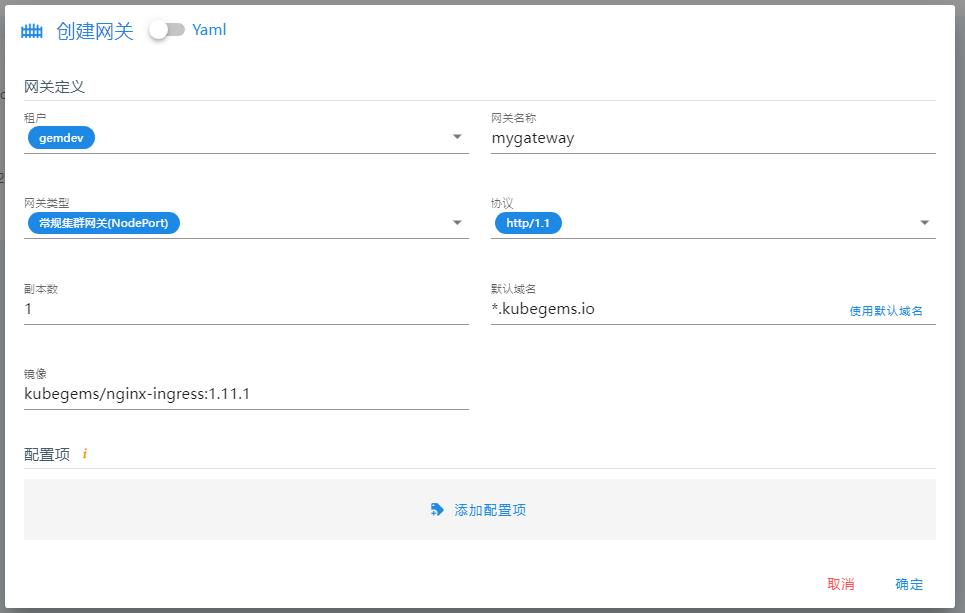 创建网关 Yaml
网关定义
租户 网关名称
gemdev mygateway
网关类型 协议
常规集群网关(NodePort) http/1.1
副本数 默认域名
1 *.kubegems.io 使用默认域名
镜像
kubegems/nginx-ingress:1.11.1
配置项 i
添加配置项
取消 确定